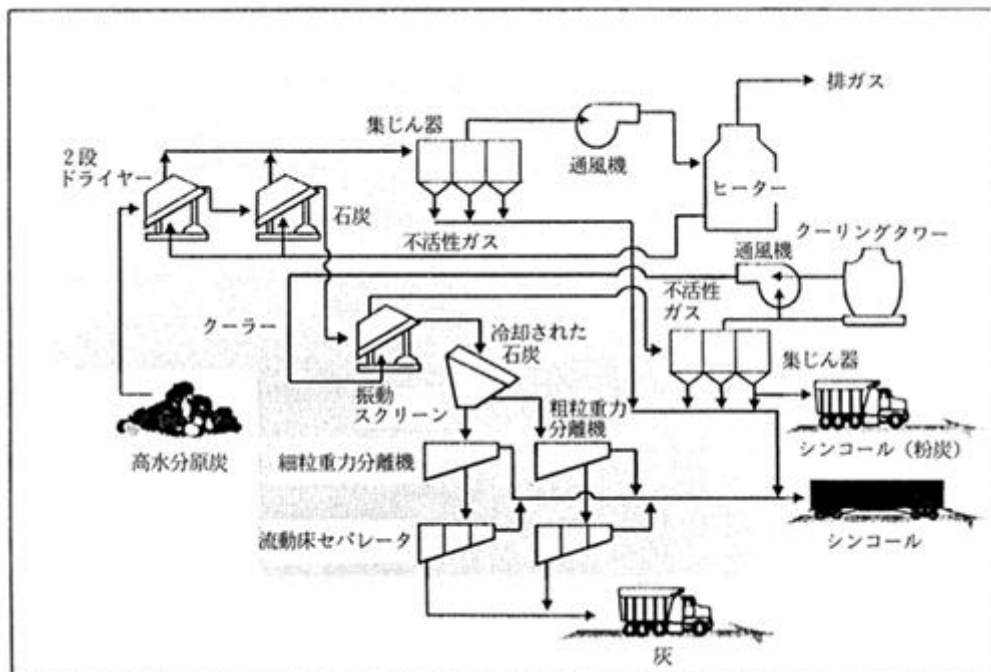 排ガス
集じん器
2段
ドライヤー
通風機
ヒーター
石炭
不活性ガス
クーリングタワー
通風機
不活性
ガス
クーラー
冷却された
石炭
集じん器
振動
スクリーン
粗粒重力
分離機
高水分原炭
細粒重力分離機
シンコール（粉炭）
流動床セパレータ
シンコール
灰